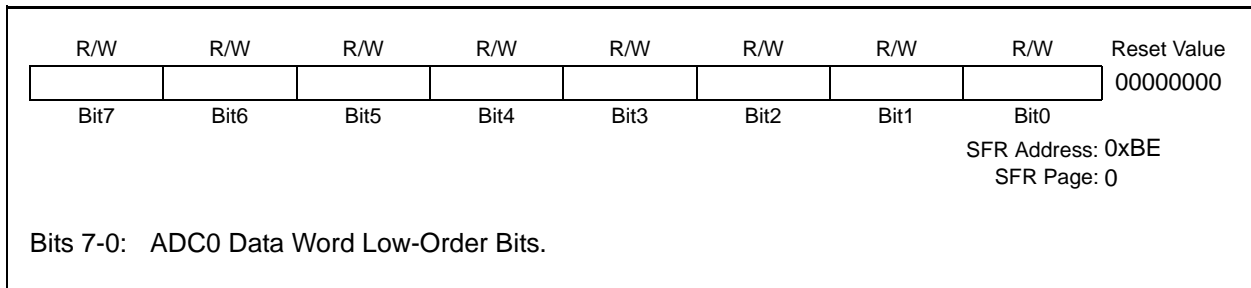 R/W R/W R/W R/W R/W R/W R/W R/W Reset Value
00000000
Bit7 Bit6 Bit5 Bit4 Bit3 Bit2 Bit1 Bit0
SFR Address: 0xBE
SFR Page: 0
Bits 7-0: ADC0 Data Word Low-Order Bits.